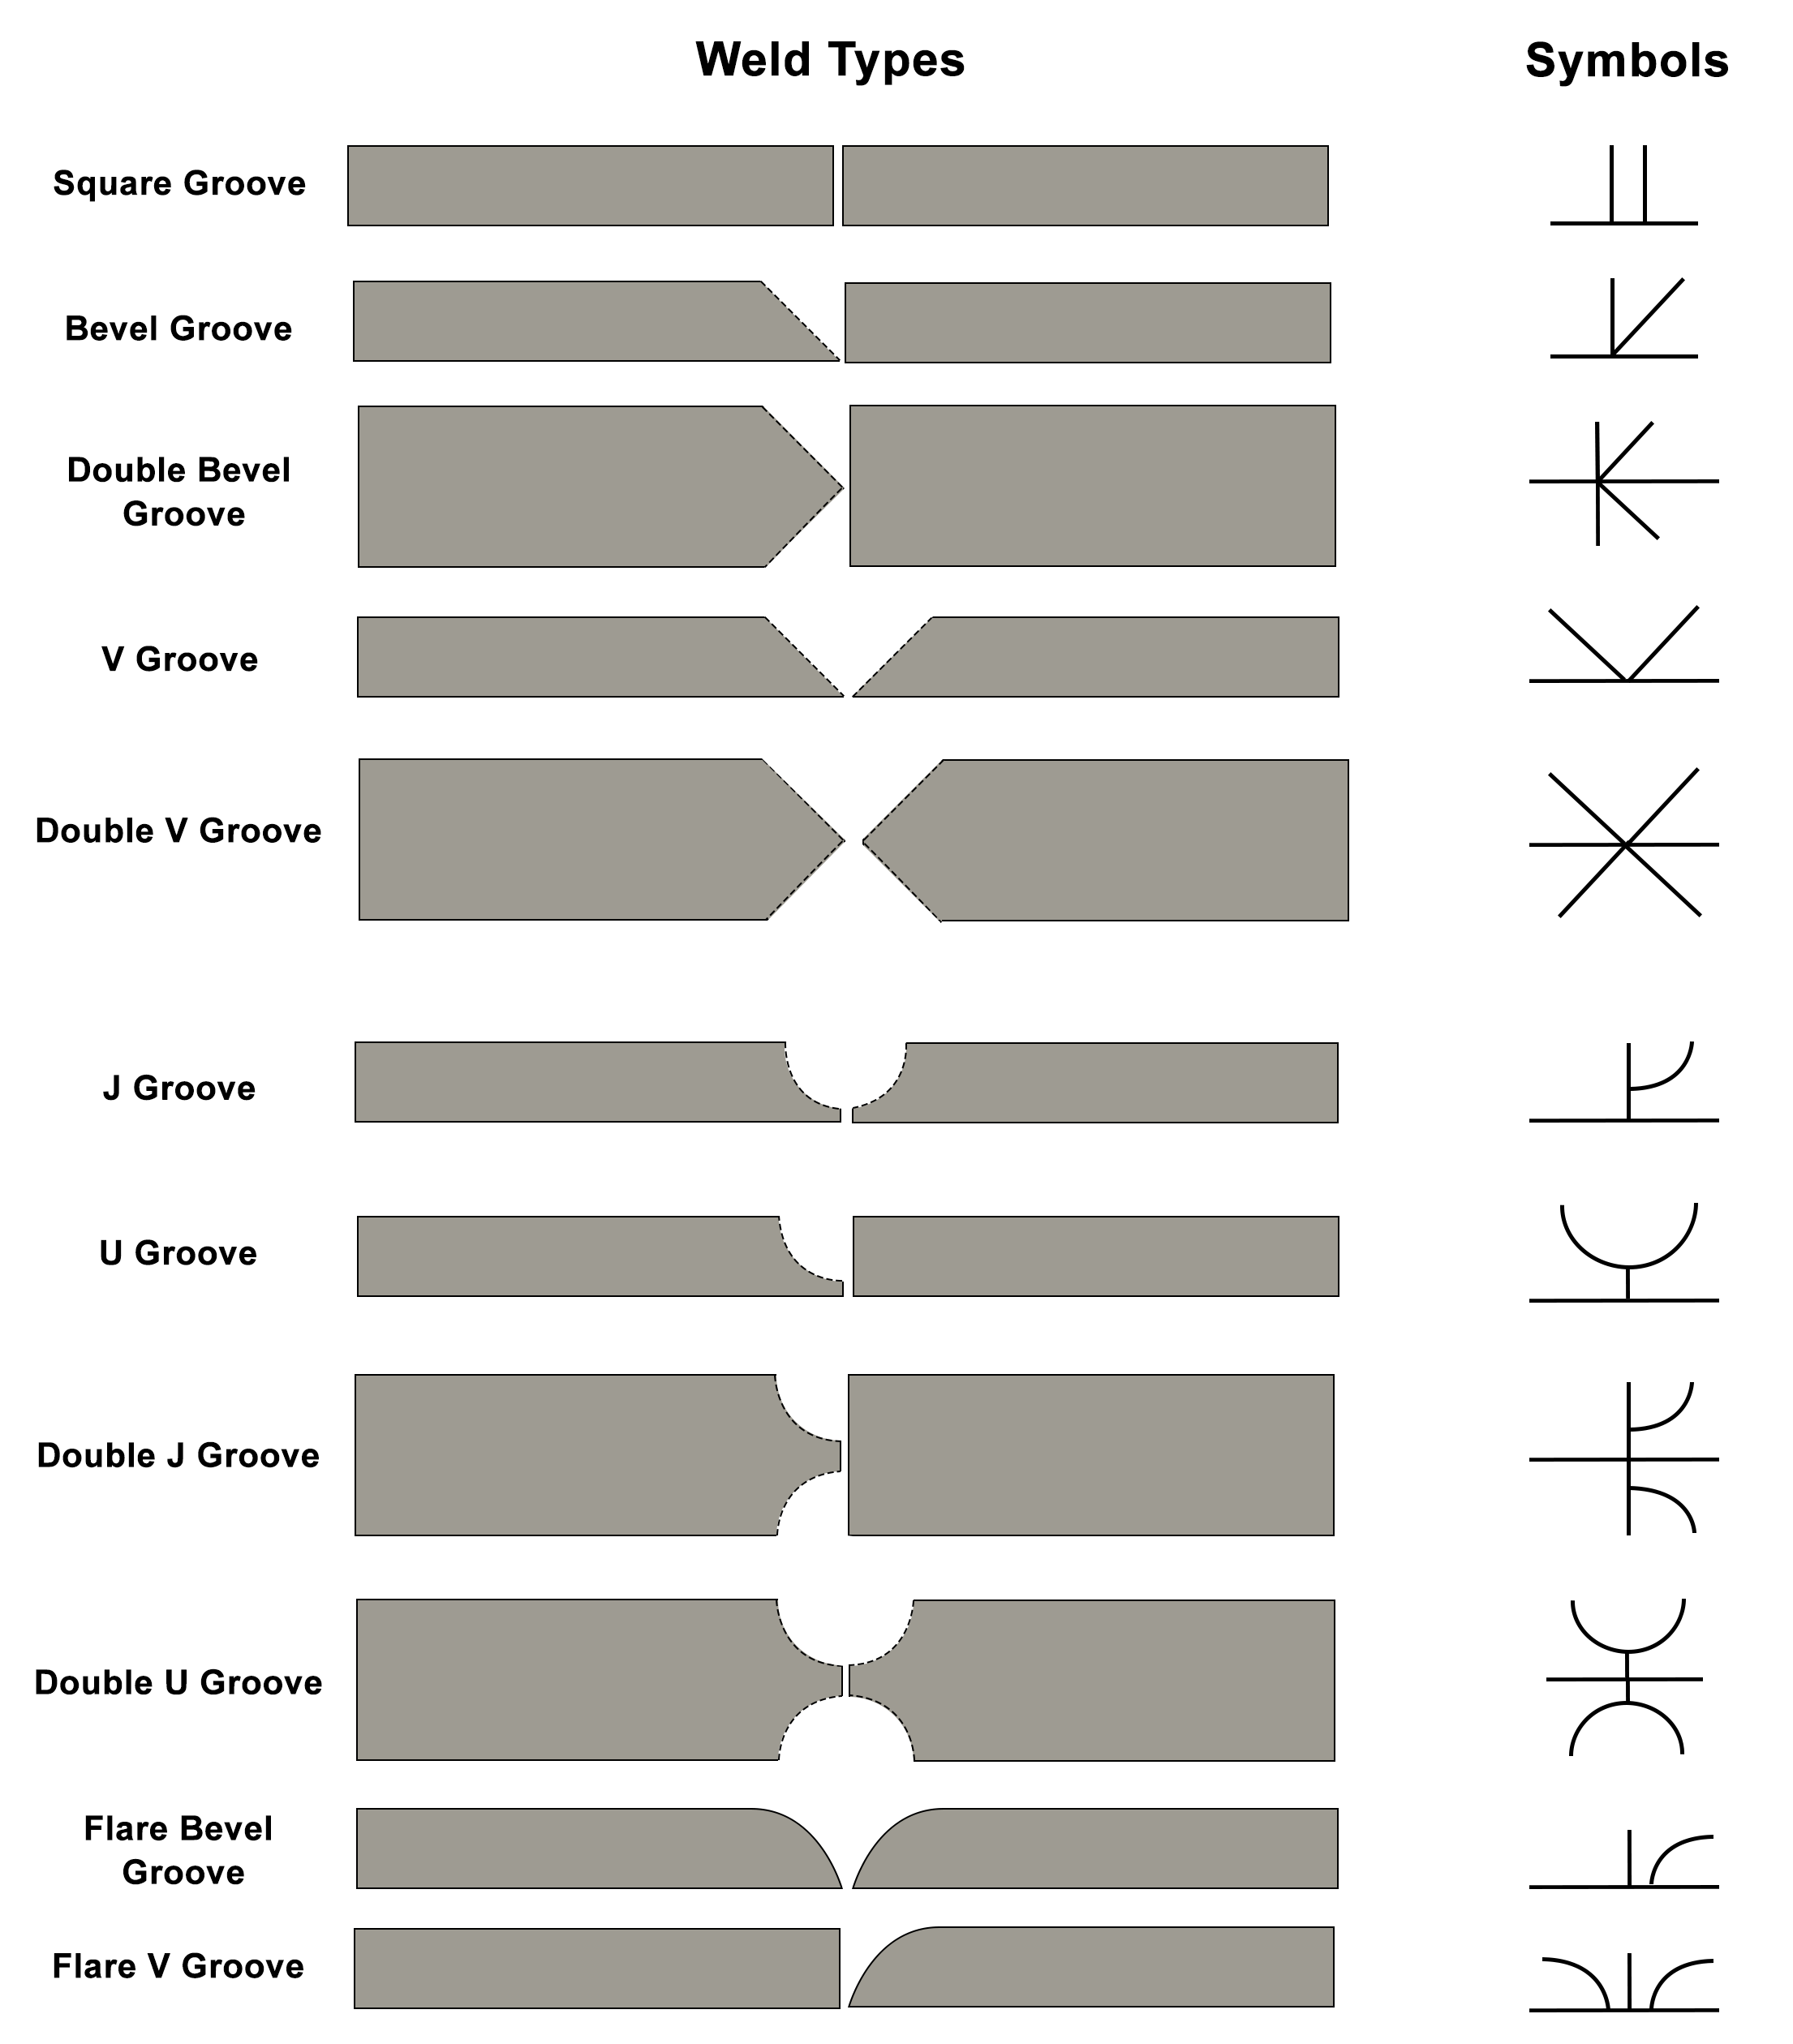 Weld Types
Symbols
Square Groove
Bevel Groove
Double Bevel
Groove
V Groove
Double V Groove
J Groove
U Groove
Double J Groove
Double U Groove
Flare Bevel
Groove
Flare V Groove